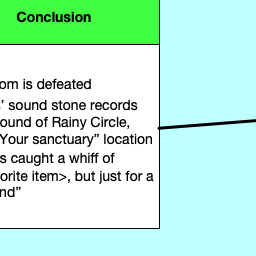 Conclusion
om is defeated
' sound stone records
ound of Rainy Circle,
Your sanctuary" location
s caught a whiff of
orite item>, but just for a
nd"